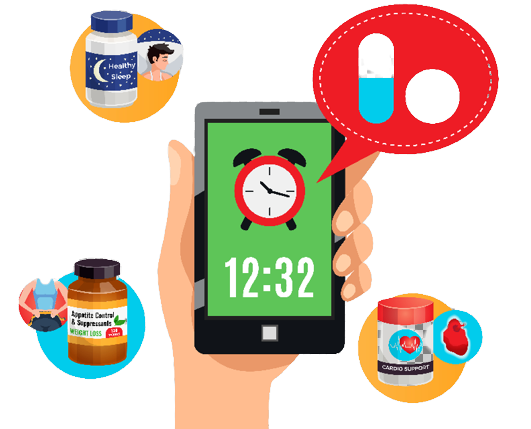 Healthy
Sleep
12:32
Appetite Control
& Suppressants
WEIGHT LOSS
CARDIO SUPPORT